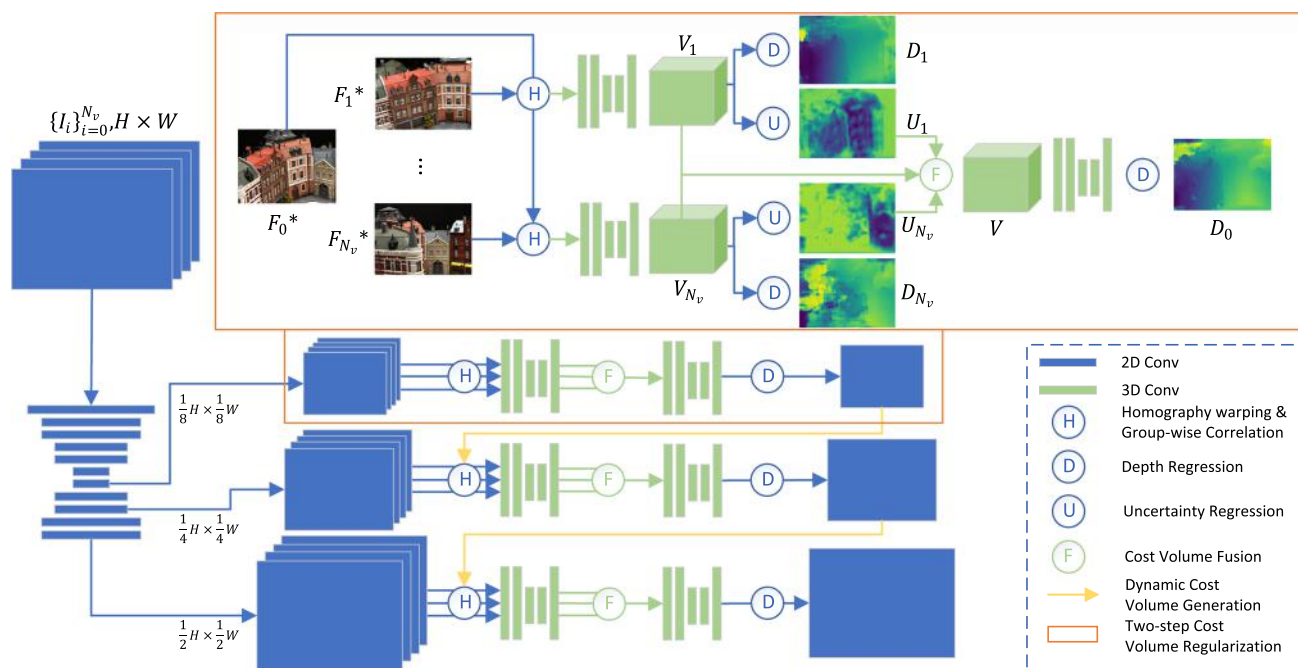 {I_i}_{i=0}^{N_v}, H × W
F_0*
F_1*
⋮
F_{N_v}*
H
H
V_1
V_{N_v}
D
U
U
D
D_1
U_1
U_{N_v}
D_{N_v}
F
V
D
D_0
1/8 H × 1/8 W
H
F
D
1/4 H × 1/4 W
H
F
D
1/2 H × 1/2 W
H
F
D
2D Conv
3D Conv
H
Homography warping &
Group-wise Correlation
D
Depth Regression
U
Uncertainty Regression
F
Cost Volume Fusion
Dynamic Cost
Volume Generation
Two-step Cost
Volume Regularization